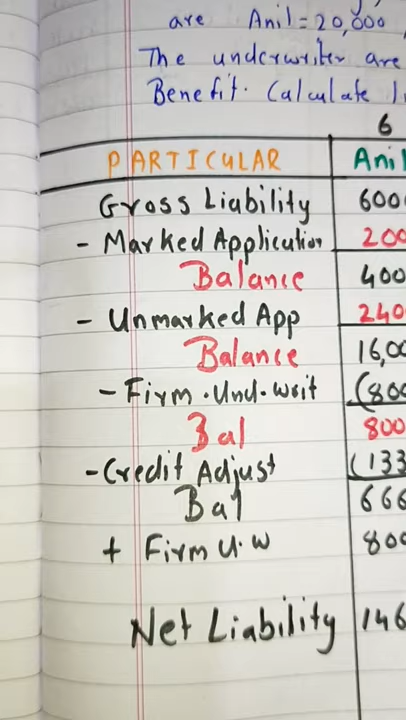 are Anil=20,000,
The underwriter are
Benefit. Calculate
6
PARTICULAR Anil
Gross Liability 600
- Marked Application 200
Balance 400
- Unmarked App 240
Balance 16,00
- Firm.Und.writ (800
Bal 800
- Credit Adjust (133
Bal 666
+ Firm U.W 800
Net Liability 146